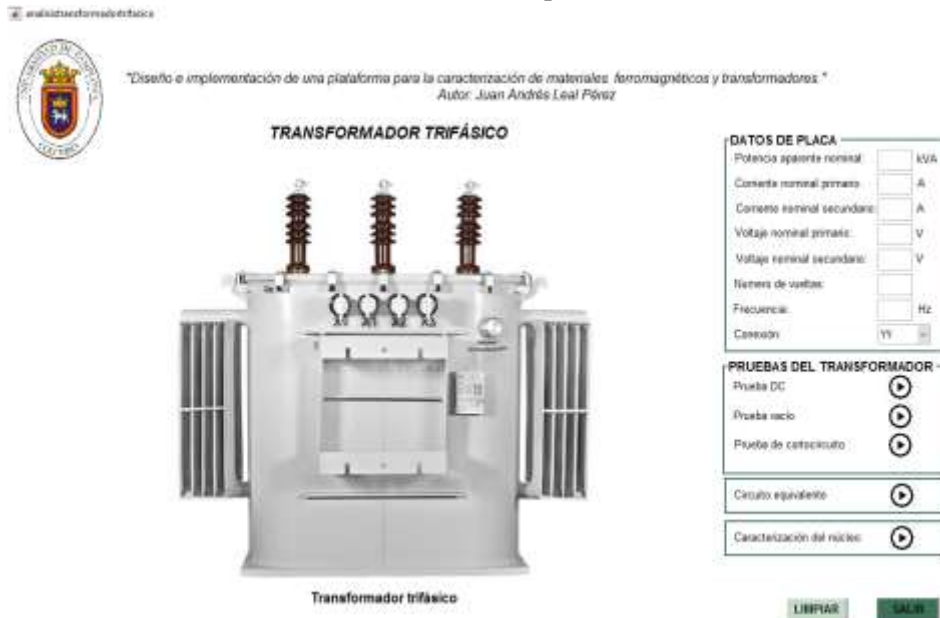 analisistransformadortrifasico
"Diseño e implementación de una plataforma para la caracterización de materiales ferromagnéticos y transformadores."
Autor: Juan Andrés Leal Pérez
TRANSFORMADOR TRIFÁSICO
DATOS DE PLACA
Potencia aparente nominal: kVA
Corriente nominal primario: A
Corriente nominal secundario: A
Voltaje nominal primario: V
Voltaje nominal secundario: V
Numero de vueltas:
Frecuencia: Hz
Conexión: YY
PRUEBAS DEL TRANSFORMADOR
Prueba DC
Prueba vacío
Prueba de cortocircuito
Circuito equivalente
Caracterización del núcleo
Transformador trifásico
LIMPIAR SALIR